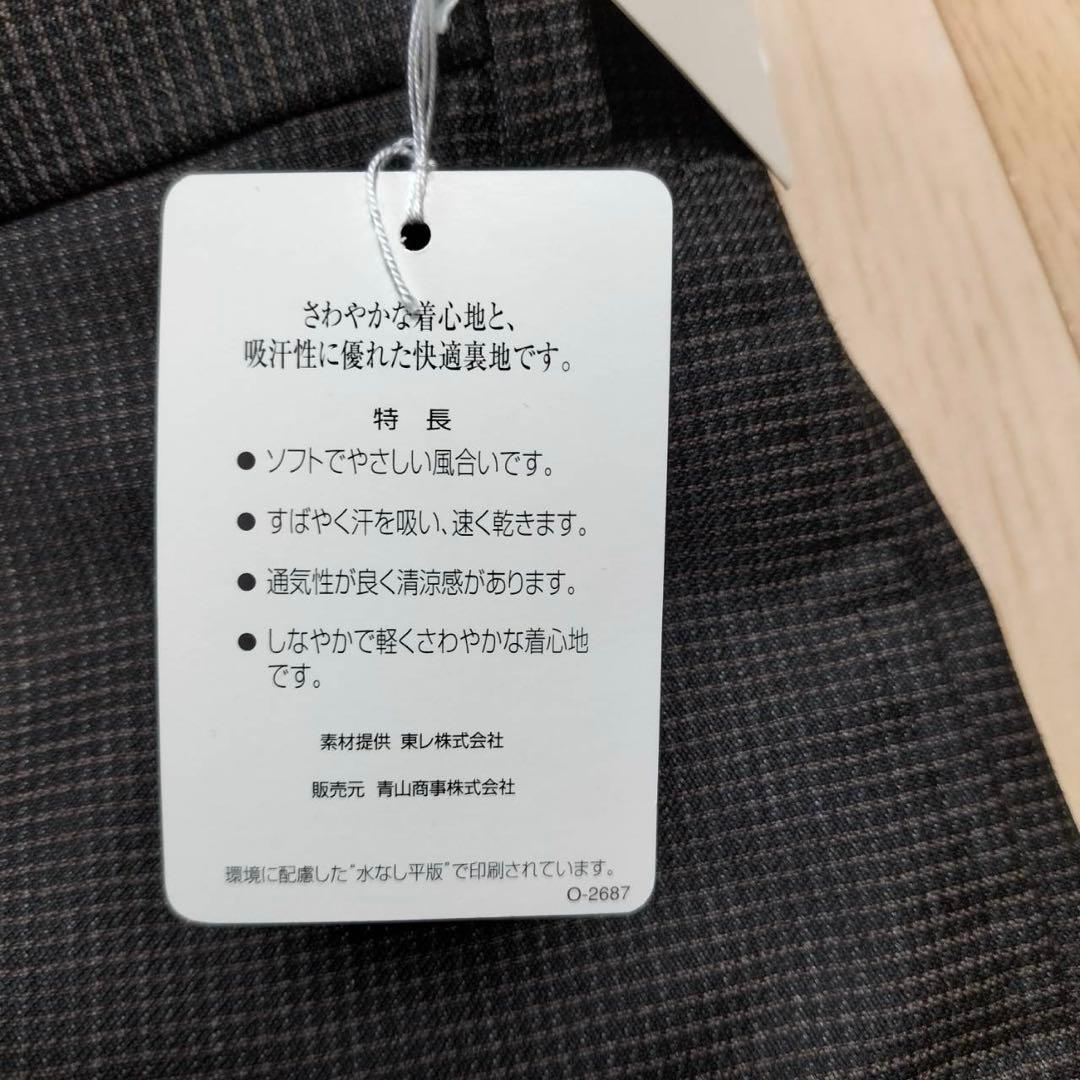 さわやかな着心地と、
吸汗性に優れた快適裏地です。
特 長
● ソフトでやさしい風合いです。
● すばやく汗を吸い、速く乾きます。
● 通気性が良く清涼感があります。
● しなやかで軽くさわやかな着心地
です。
素材提供 東レ株式会社
販売元 青山商事株式会社
環境に配慮した“水なし平版”で印刷されています。
O-2687